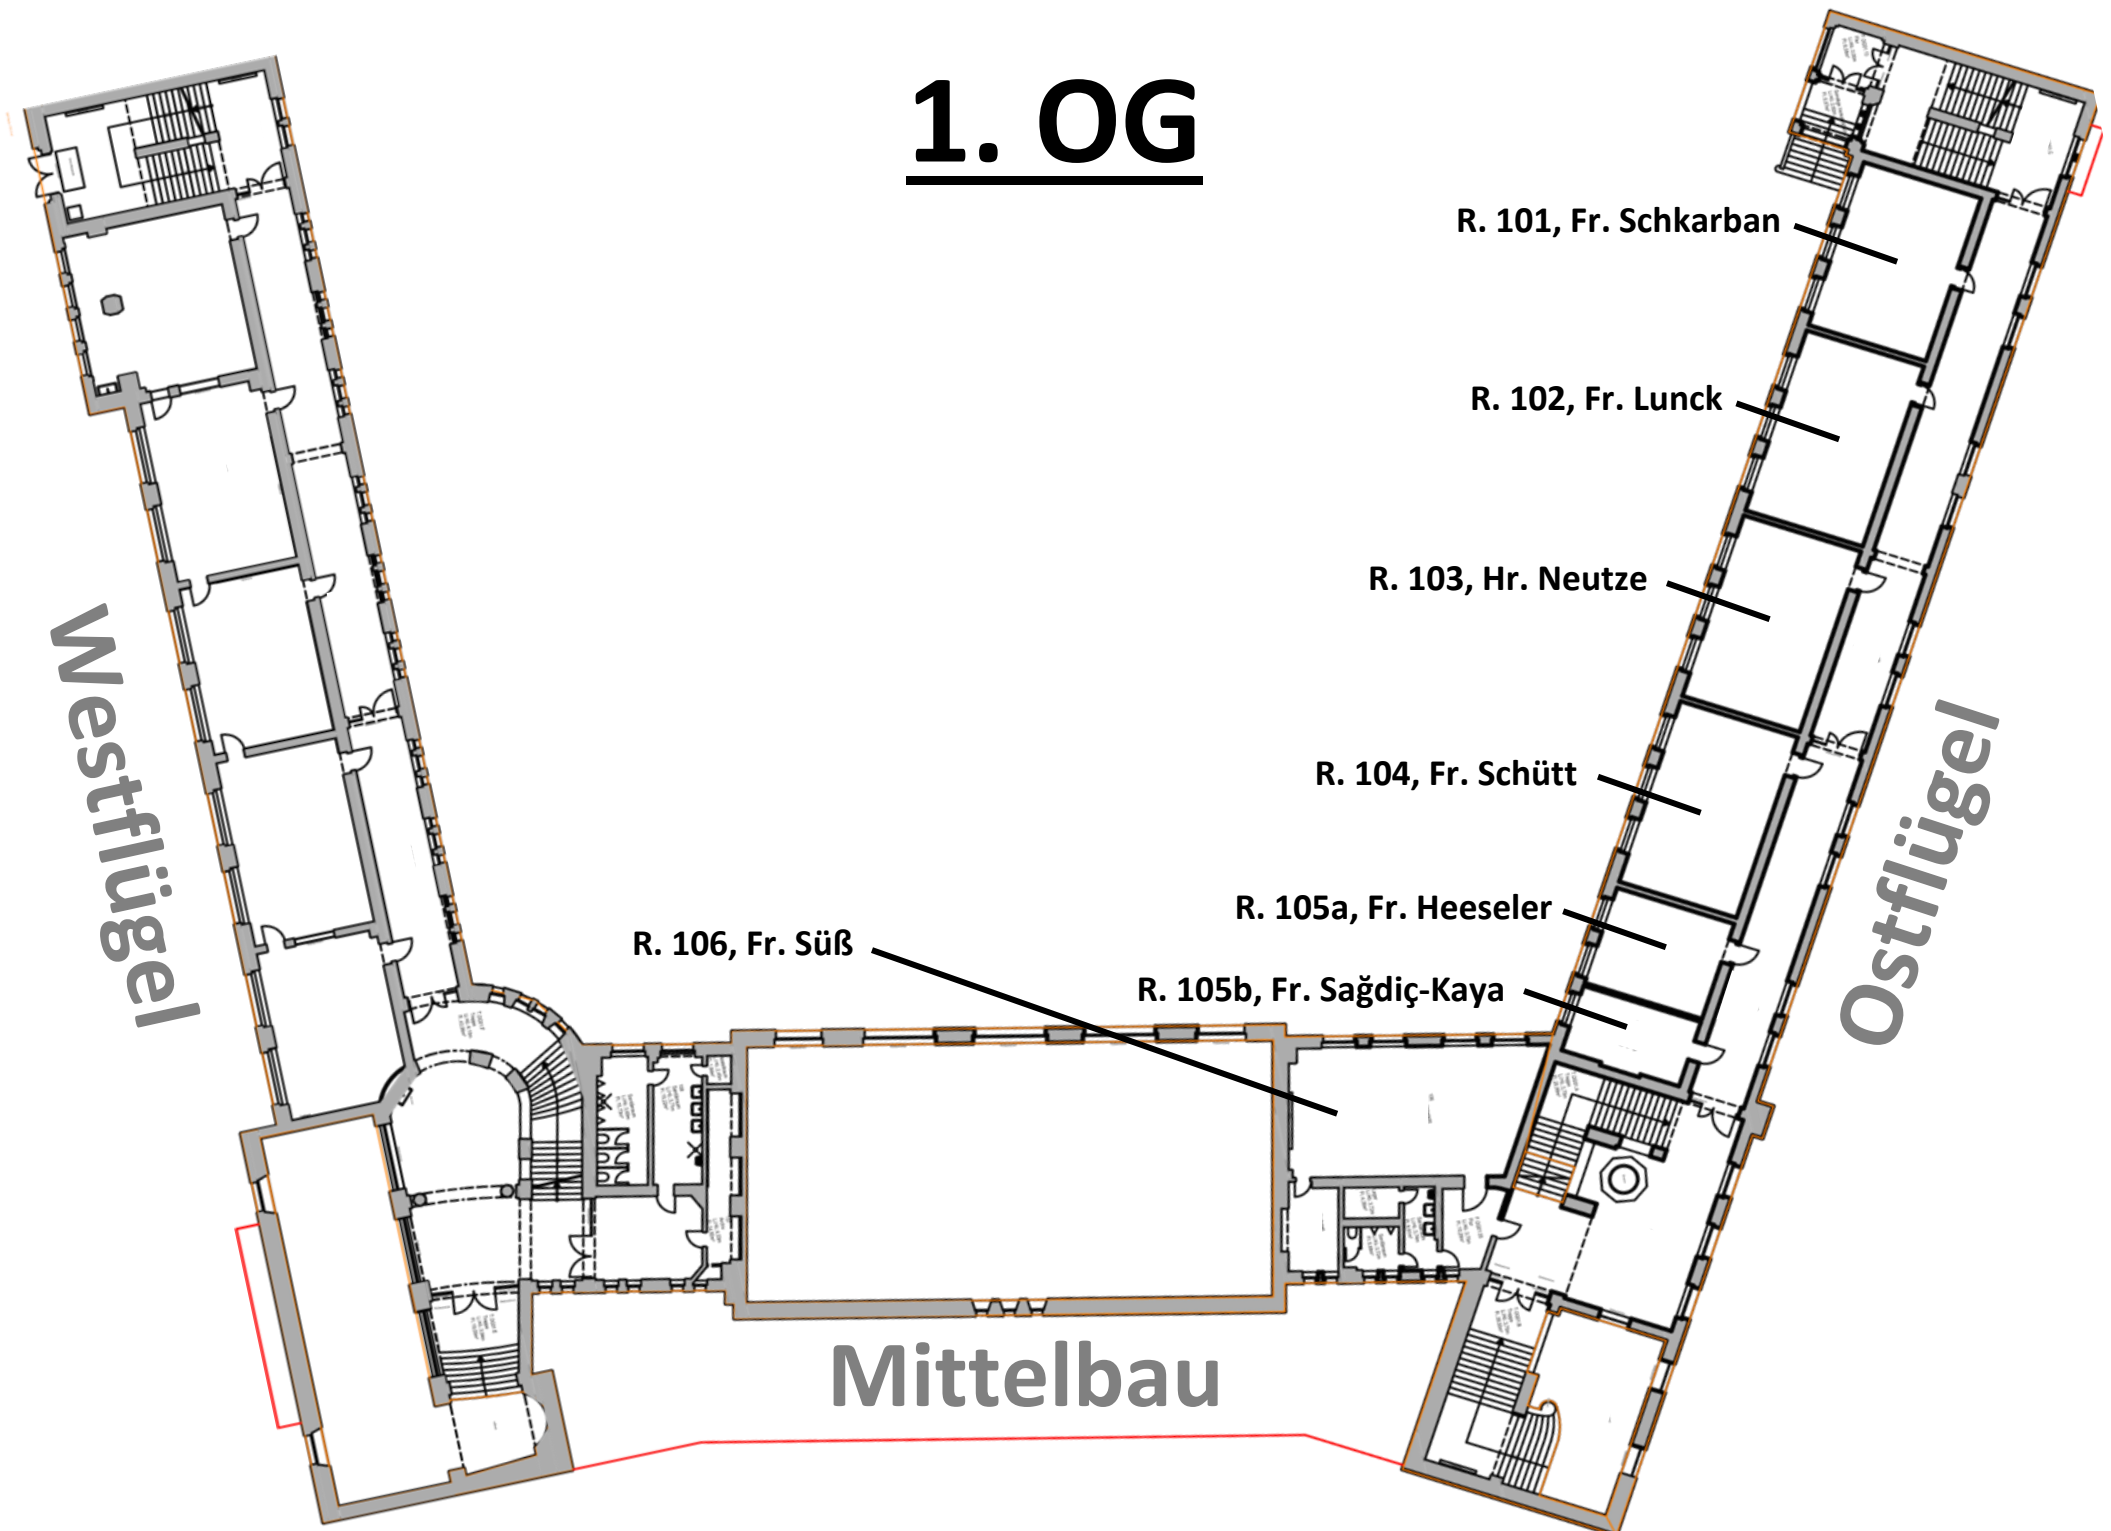 1. OG
R. 101, Fr. Schkarban
R. 102, Fr. Lunck
R. 103, Hr. Neutze
R. 104, Fr. Schütt
R. 105a, Fr. Heeseler
R. 106, Fr. Süß
R. 105b, Fr. Sağdiç-Kaya
Westflügel
Ostflügel
Mittelbau